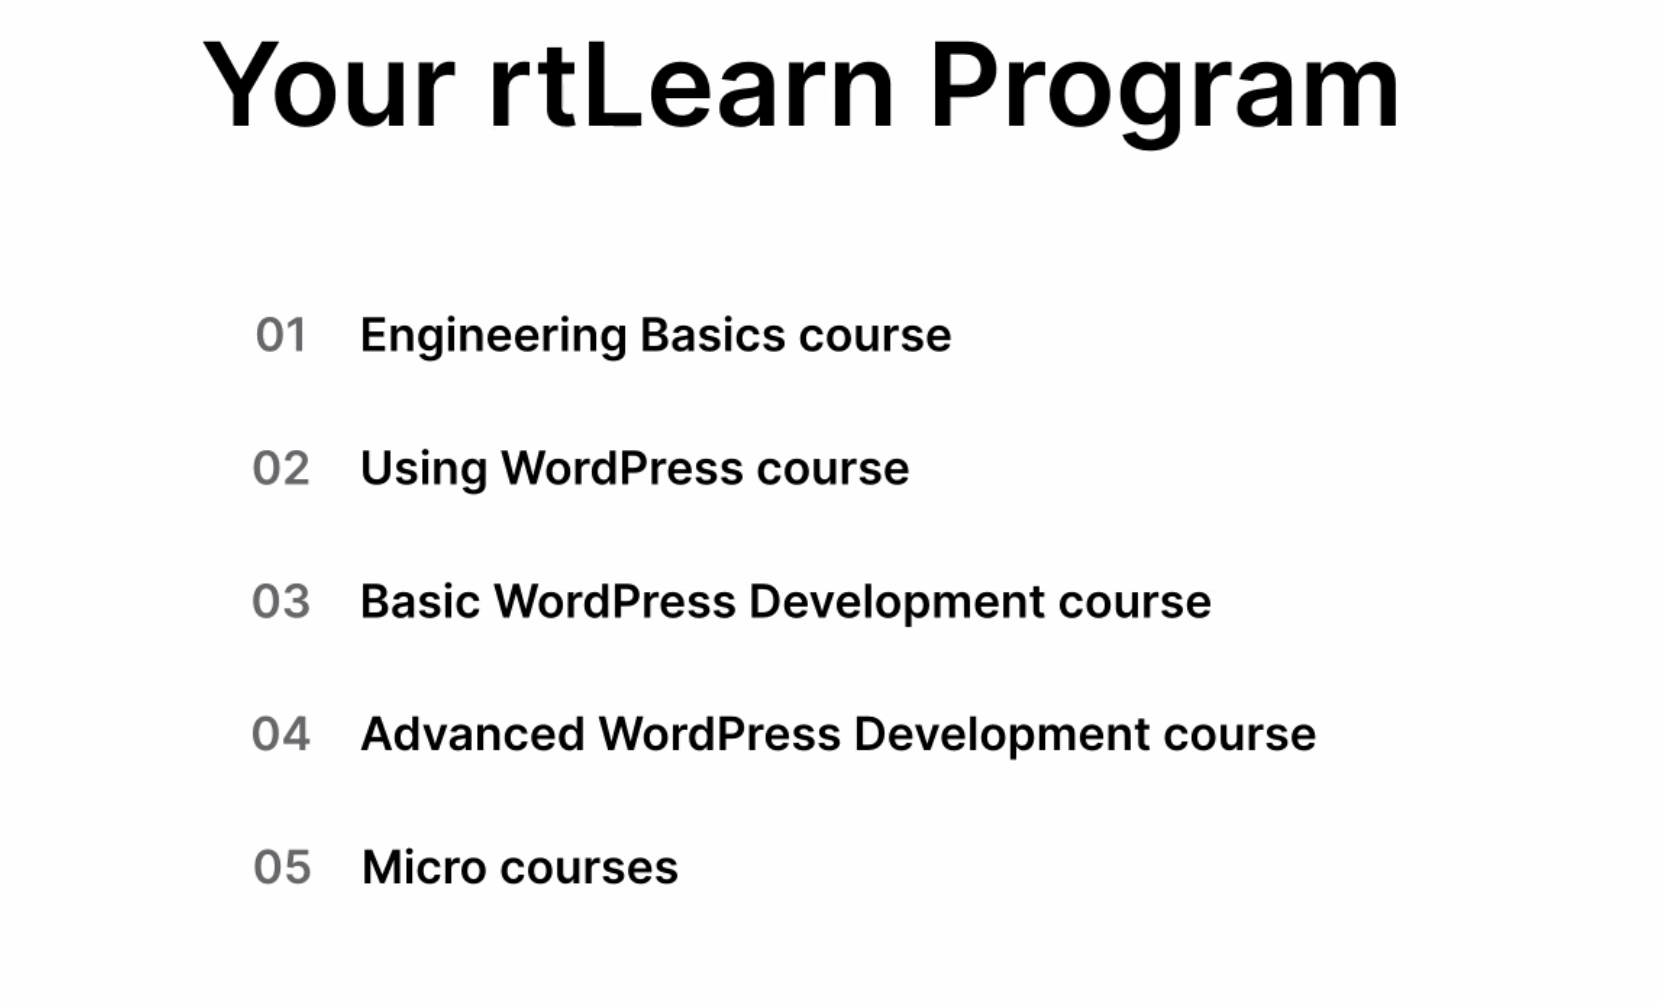 Your rtLearn Program
01 Engineering Basics course
02 Using WordPress course
03 Basic WordPress Development course
04 Advanced WordPress Development course
05 Micro courses